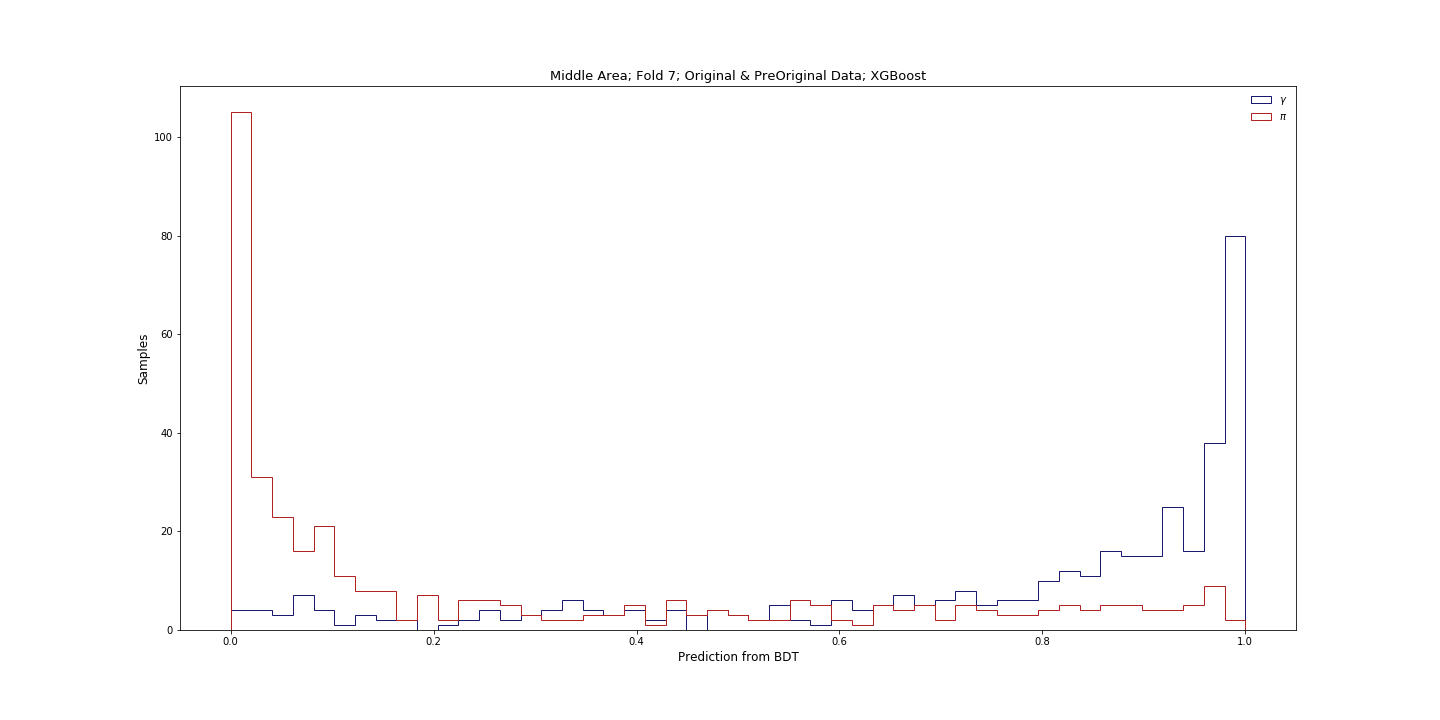 Middle Area; Fold 7; Original & PreOriginal Data; XGBoost
γ
π
100
80
60
40
20
0
Samples
0.0 0.2 0.4 0.6 0.8 1.0
Prediction from BDT